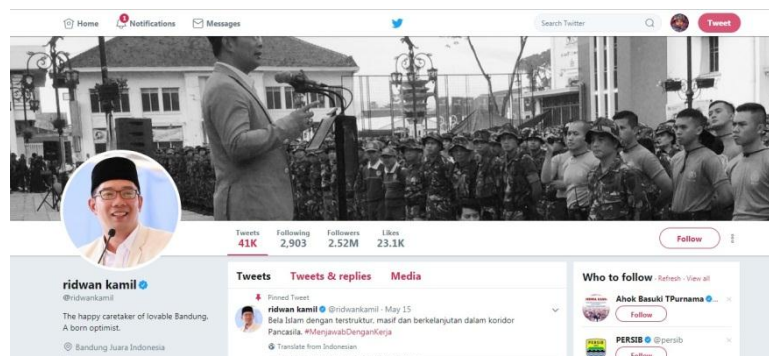 Home
1
Notifications
Messages
Search Twitter
Tweet
Tweets
Following
Followers
Likes
41K
2,903
2.52M
23.1K
Follow
ridwan kamil
@ridwankamil
The happy caretaker of lovable Bandung.
A born optimist.
Bandung Juara Indonesia
Tweets
Tweets & replies
Media
Pinned Tweet
ridwan kamil @ridwankamil · May 15
Bela Islam dengan terstruktur, masif dan berkelanjutan dalam koridor
Pancasila. #MenjawabDenganKerja
Translate from Indonesian
Who to follow · Refresh · View all
Ahok Basuki TPurnama
Follow
PERSIB @persib
Follow